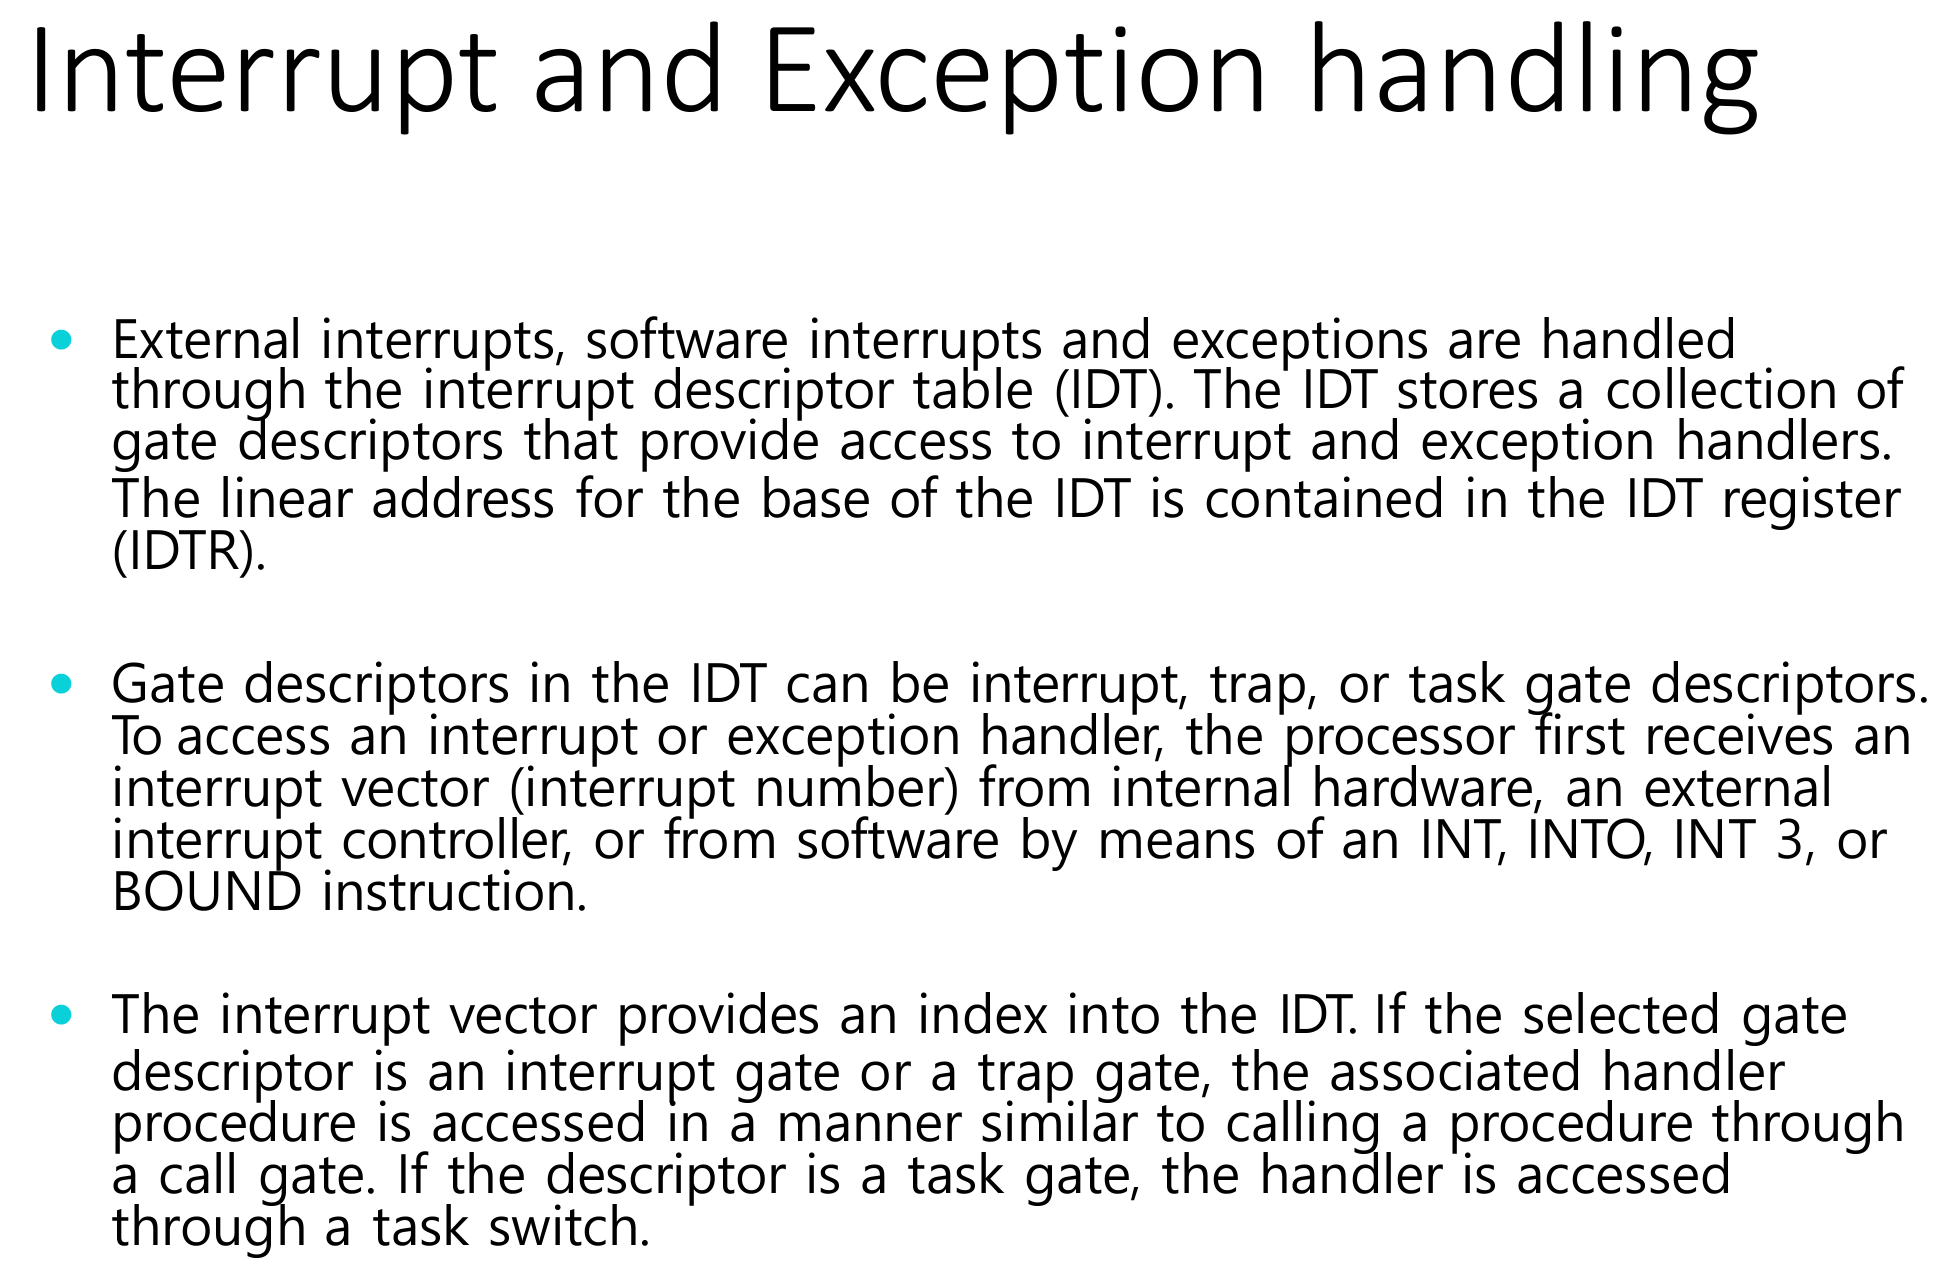 Interrupt and Exception handling
• External interrupts, software interrupts and exceptions are handled
through the interrupt descriptor table (IDT). The IDT stores a collection of
gate descriptors that provide access to interrupt and exception handlers.
The linear address for the base of the IDT is contained in the IDT register
(IDTR).
• Gate descriptors in the IDT can be interrupt, trap, or task gate descriptors.
To access an interrupt or exception handler, the processor first receives an
interrupt vector (interrupt number) from internal hardware, an external
interrupt controller, or from software by means of an INT, INTO, INT 3, or
BOUND instruction.
• The interrupt vector provides an index into the IDT. If the selected gate
descriptor is an interrupt gate or a trap gate, the associated handler
procedure is accessed in a manner similar to calling a procedure through
a call gate. If the descriptor is a task gate, the handler is accessed
through a task switch.